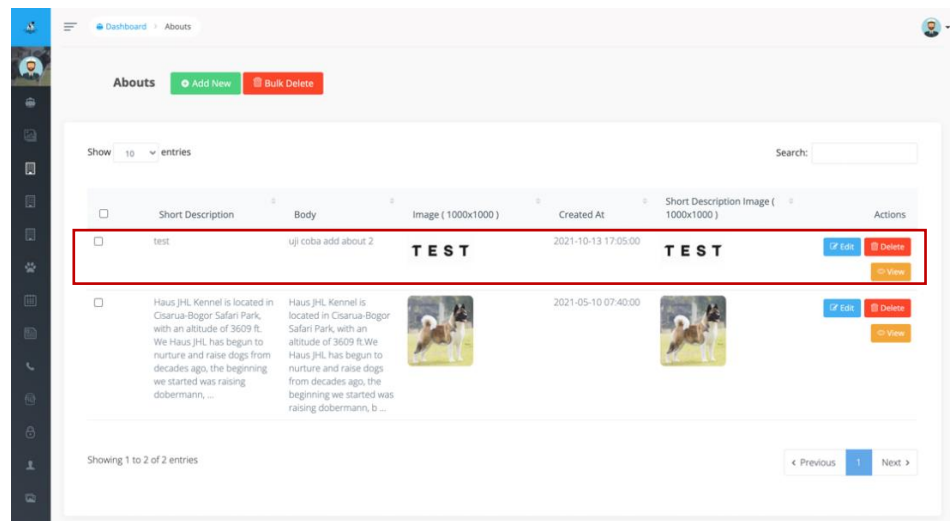 Dashboard Abouts
Abouts Add New Bulk Delete
Show 10 entries Search:
Short Description Body Image ( 1000x1000 ) Created At Short Description Image ( 1000x1000 ) Actions
test uji coba add about 2 TEST 2021-10-13 17:05:00 TEST Edit Delete
View
Haus JHL Kennel is located in
Cisarua-Bogor Safari Park,
with an altitude of 3609 ft.
We Haus JHL has begun to
nurture and raise dogs from
decades ago, the beginning
we started was raising
dobermann, ...
Haus JHL Kennel is
located in Cisarua-Bogor
Safari Park, with an
altitude of 3609 ft.We
Haus JHL has begun to
nurture and raise dogs
from decades ago, the
beginning we started was
raising dobermann, b ...
2021-05-10 07:40:00
Edit Delete
View
Showing 1 to 2 of 2 entries
< Previous 1 Next >